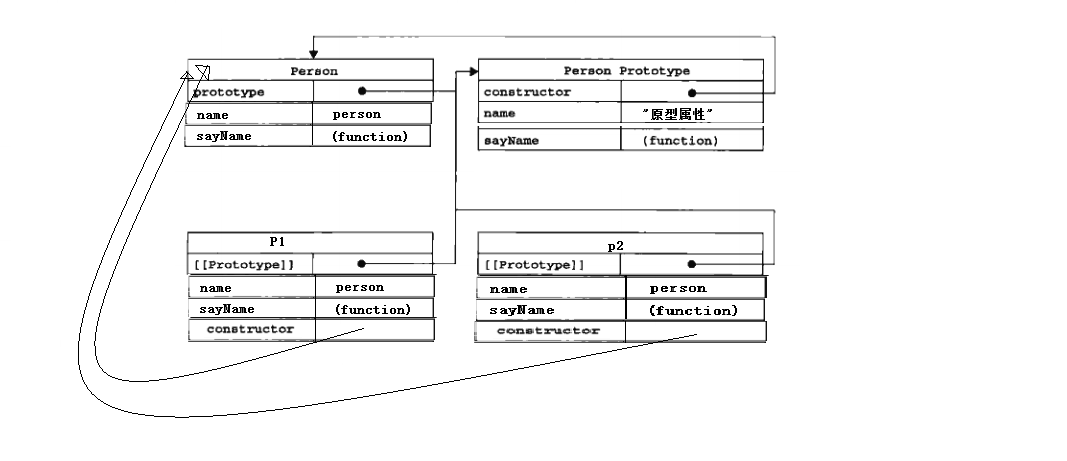 Person
prototype
name person
sayName (function)
Person Prototype
constructor
name "原型属性"
sayName (function)
P1
[[Prototype]]
name person
sayName (function)
constructor
p2
[[Prototype]]
name person
sayName (function)
constructor